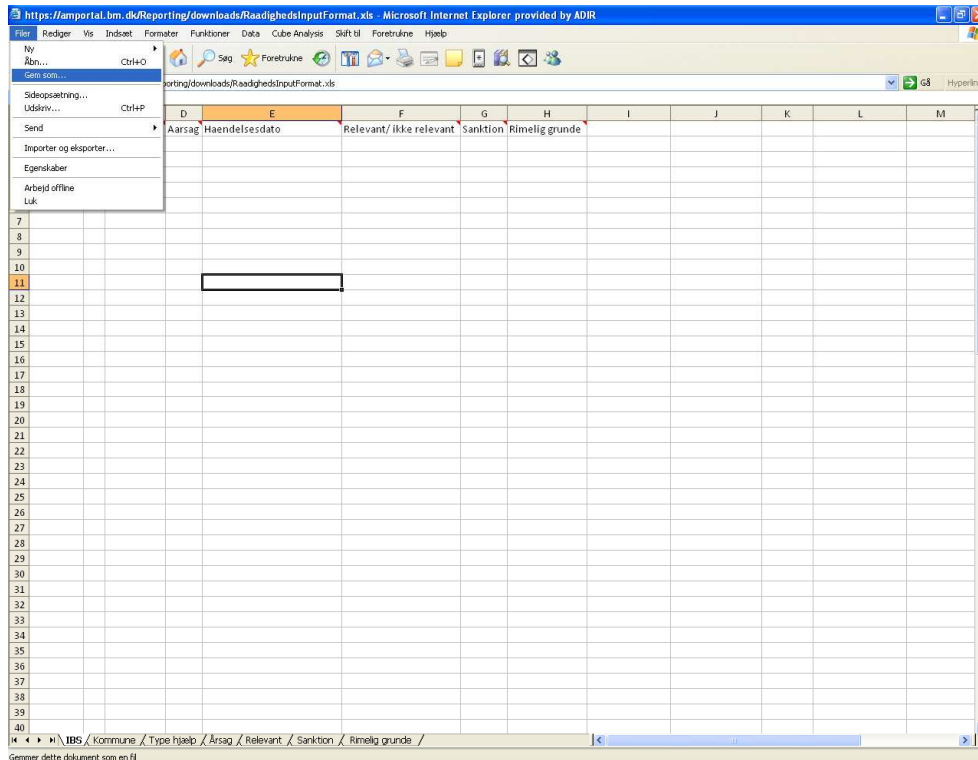 https://amportal.bm.dk/Reporting/downloads/RaadighedsInputFormat.xls - Microsoft Internet Explorer provided by ADIR
Filer Rediger Vis Indsæt Formater Funktioner Data Cube Analysis Skift til Foretrukne Hjælp
Ny
Åbn... Ctrl+O
Gem som...
Sideopsætning...
Udskriv... Ctrl+P
Send
Importer og eksporter...
Egenskaber
Arbejd offline
Luk
Søg Foretrukne
orting/downloads/RaadighedsInputFormat.xls Gå Hyperlin
D E F G H I J K L M
Aarsag Haendelsesdato Relevant/ ikke relevant Sanktion Rimelig grunde
7
8
9
10
11
12
13
14
15
16
17
18
19
20
21
22
23
24
25
26
27
28
29
30
31
32
33
34
35
36
37
38
39
40
IBS Kommune Type hjælp Årsag Relevant Sanktion Rimelig grunde
Gemmer dette dokument som en fil